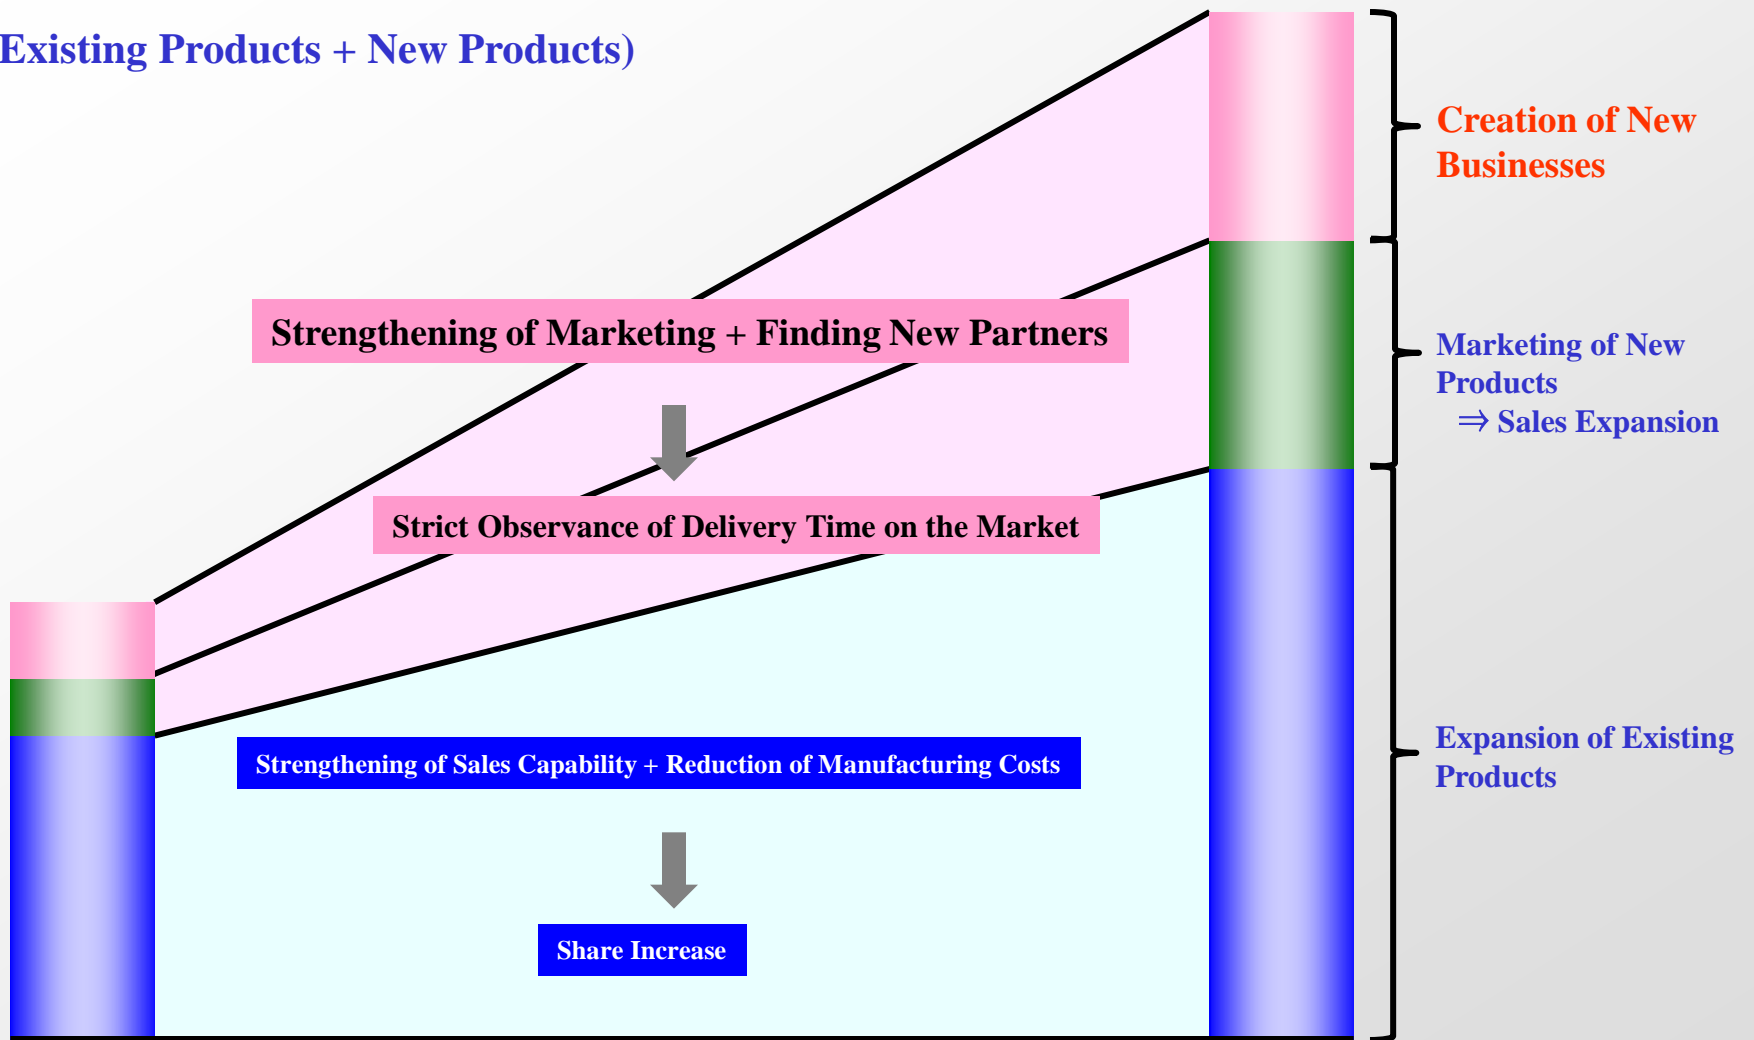 Existing Products + New Products)
Creation of New
Businesses
Strengthening of Marketing + Finding New Partners
Marketing of New
Products
⇒ Sales Expansion
Strict Observance of Delivery Time on the Market
Strengthening of Sales Capability + Reduction of Manufacturing Costs
Expansion of Existing
Products
Share Increase